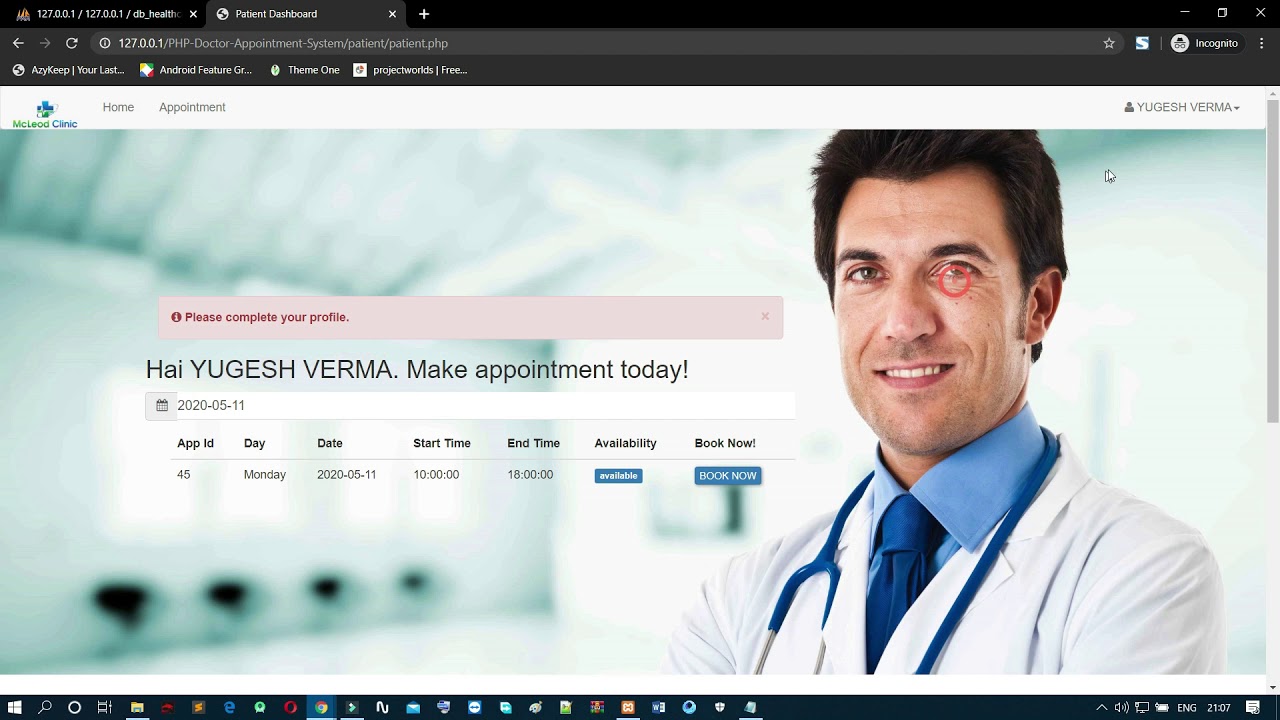 127.0.0.1 / 127.0.0.1 / db_healthc
Patient Dashboard
127.0.0.1/PHP-Doctor-Appointment-System/patient/patient.php
Incognito
AzyKeep | Your Last...
Android Feature Gr...
Theme One
projectworlds | Free...
McLeod Clinic
Home
Appointment
YUGESH VERMA
Please complete your profile.
×
Hai YUGESH VERMA. Make appointment today!
2020-05-11
App Id Day Date Start Time End Time Availability Book Now!
45 Monday 2020-05-11 10:00:00 18:00:00 available BOOK NOW
ENG
21:07